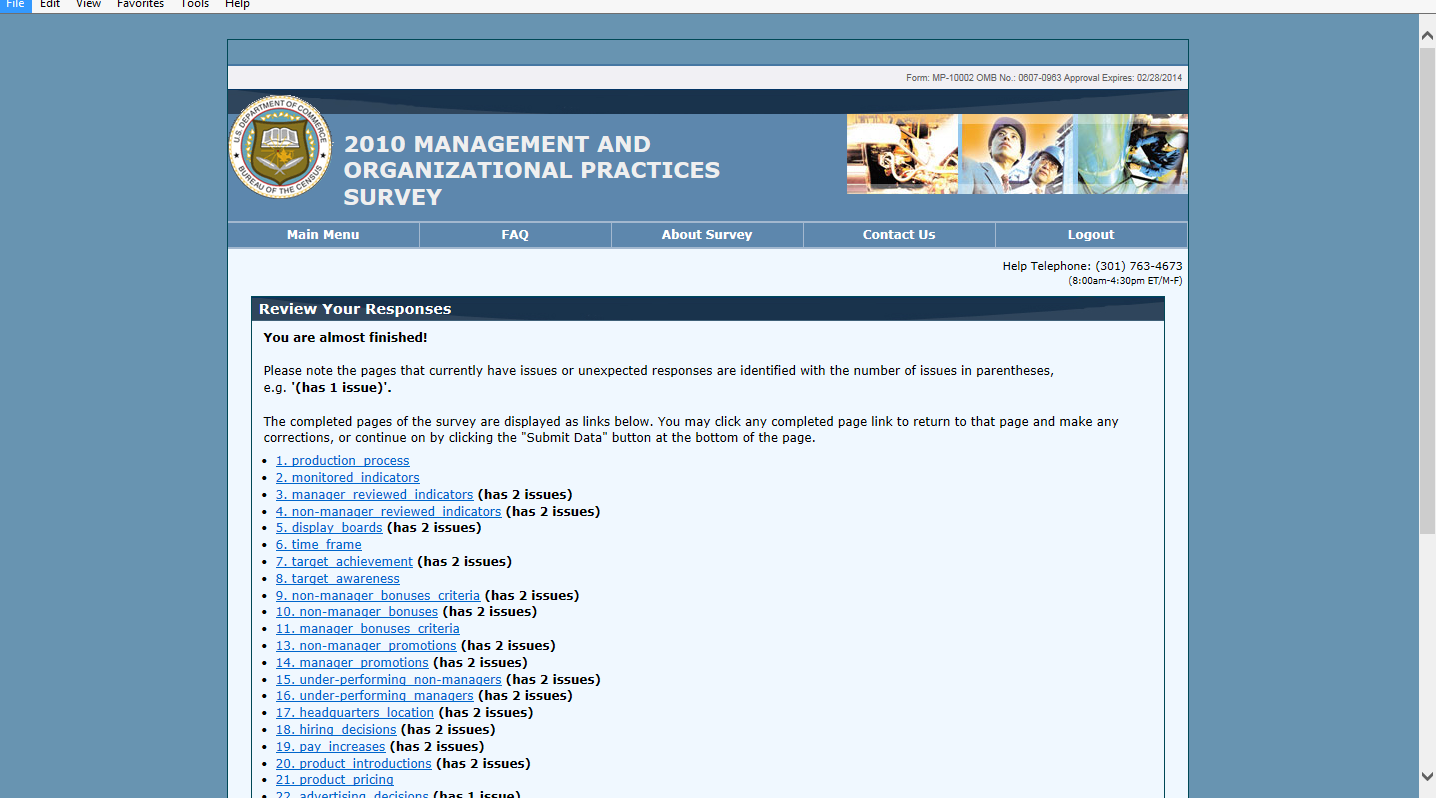 File Edit View Favorites Tools Help
Form: MP-10002 OMB No.: 0607-0963 Approval Expires: 02/28/2014
U.S. DEPARTMENT OF COMMERCE
BUREAU OF THE CENSUS
2010 MANAGEMENT AND
ORGANIZATIONAL PRACTICES
SURVEY
Main Menu FAQ About Survey Contact Us Logout
Help Telephone: (301) 763-4673
(8:00am-4:30pm ET/M-F)
Review Your Responses
You are almost finished!
Please note the pages that currently have issues or unexpected responses are identified with the number of issues in parentheses,
e.g. '(has 1 issue)'.
The completed pages of the survey are displayed as links below. You may click any completed page link to return to that page and make any
corrections, or continue on by clicking the "Submit Data" button at the bottom of the page.
• 1. production_process
• 2. monitored_indicators
• 3. manager_reviewed_indicators (has 2 issues)
• 4. non-manager_reviewed_indicators (has 2 issues)
• 5. display_boards (has 2 issues)
• 6. time_frame
• 7. target_achievement (has 2 issues)
• 8. target_awareness
• 9. non-manager_bonuses_criteria (has 2 issues)
• 10. non-manager_bonuses (has 2 issues)
• 11. manager_bonuses_criteria
• 13. non-manager_promotions (has 2 issues)
• 14. manager_promotions (has 2 issues)
• 15. under-performing_non-managers (has 2 issues)
• 16. under-performing_managers (has 2 issues)
• 17. headquarters_location (has 2 issues)
• 18. hiring_decisions (has 2 issues)
• 19. pay_increases (has 2 issues)
• 20. product_introductions (has 2 issues)
• 21. product_pricing
• 22. advertising_decisions (has 1 issue)